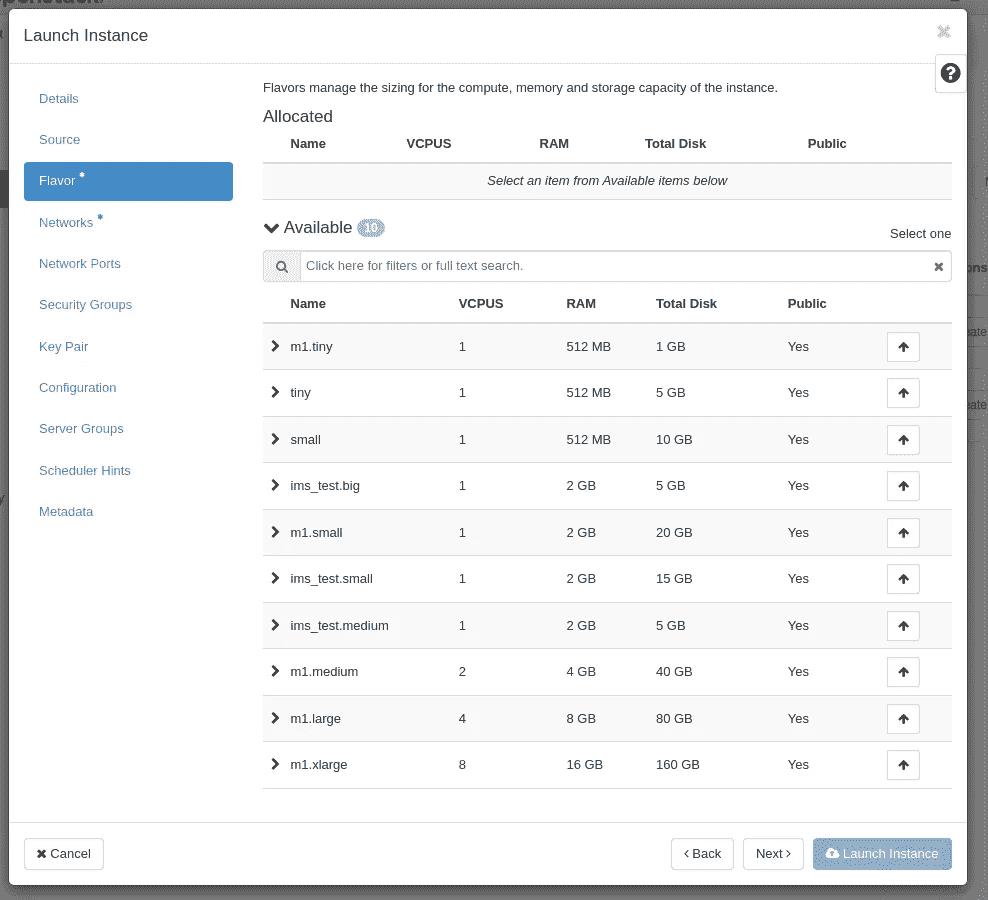 Launch Instance
Details
Source
Flavor *
Networks *
Network Ports
Security Groups
Key Pair
Configuration
Server Groups
Scheduler Hints
Metadata
Flavors manage the sizing for the compute, memory and storage capacity of the instance.
Allocated
Name VCPUS RAM Total Disk Public
Select an item from Available items below
Available 10
Select one
Click here for filters or full text search.
Name VCPUS RAM Total Disk Public
m1.tiny 1 512 MB 1 GB Yes
tiny 1 512 MB 5 GB Yes
small 1 512 MB 10 GB Yes
ims_test.big 1 2 GB 5 GB Yes
m1.small 1 2 GB 20 GB Yes
ims_test.small 1 2 GB 15 GB Yes
ims_test.medium 1 2 GB 5 GB Yes
m1.medium 2 4 GB 40 GB Yes
m1.large 4 8 GB 80 GB Yes
m1.xlarge 8 16 GB 160 GB Yes
Cancel
Back
Next
Launch Instance